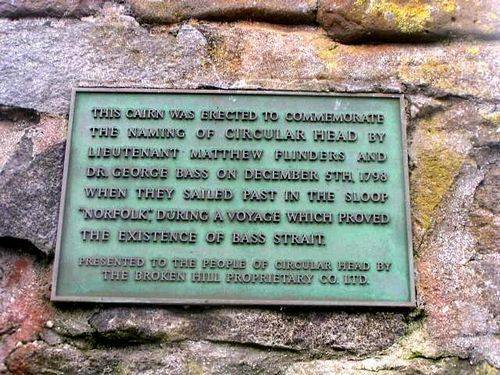 THIS CAIRN WAS ERECTED TO COMMEMORATE
THE NAMING OF CIRCULAR HEAD BY
LIEUTENANT MATTHEW FLINDERS AND
DR. GEORGE BASS ON DECEMBER 5TH, 1798
WHEN THEY SAILED PAST IN THE SLOOP
"NORFOLK", DURING A VOYAGE WHICH PROVED
THE EXISTENCE OF BASS STRAIT.
PRESENTED TO THE PEOPLE OF CIRCULAR HEAD BY
THE BROKEN HILL PROPRIETARY CO. LTD.